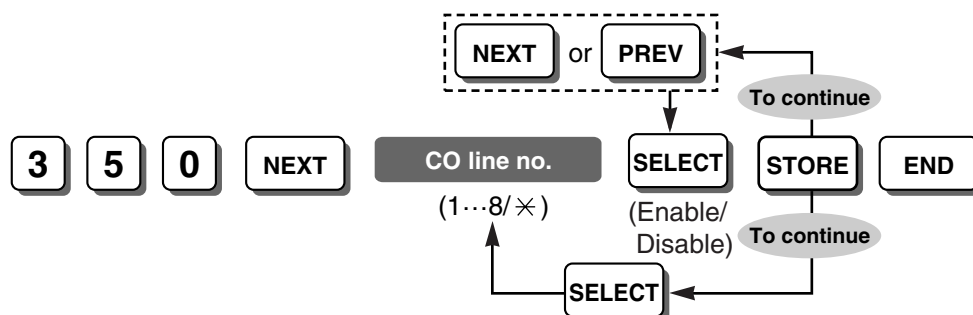 NEXT or PREV
To continue
3 5 0 NEXT CO line no. SELECT STORE END
(1···8/✳)
(Enable/
Disable)
To continue
SELECT